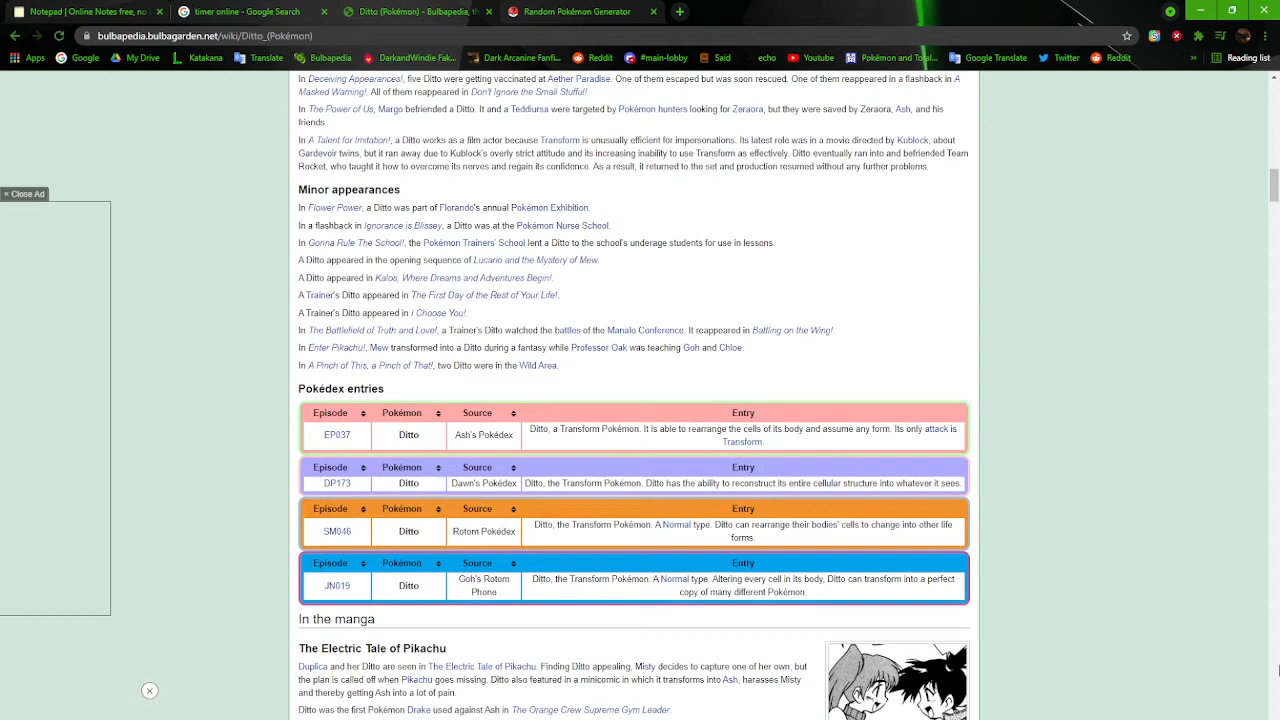 Notepad | Online Notes free, no
timer online - Google Search
Ditto (Pokémon) - Bulbapedia, th
Random Pokémon Generator
bulbapedia.bulbagarden.net/wiki/Ditto_(Pokémon)
Apps Google My Drive Katakana Translate Bulbapedia DarkandWindie Fak... Dark Arcanine Fanfi... Reddit #main-lobby Said echo Youtube Pokémon and Total... Google Translate Twitter Reddit » Reading list
In Deceiving Appearances!, five Ditto were getting vaccinated at Aether Paradise. One of them escaped but was soon rescued. One of them reappeared in a flashback in A
Masked Warning!. All of them reappeared in Don't Ignore the Small Stufful!.
In The Power of Us, Margo befriended a Ditto. It and a Teddiursa were targeted by Pokémon hunters looking for Zeraora, but they were saved by Zeraora, Ash, and his
friends.
In A Talent for Imitation!, a Ditto works as a film actor because Transform is unusually efficient for impersonations. Its latest role was in a movie directed by Kublock, about
Gardevoir twins, but it ran away due to Kublock's overly strict attitude and its increasing inability to use Transform as effectively. Ditto eventually ran into and befriended Team
Rocket, who taught it how to overcome its nerves and regain its confidence. As a result, it returned to the set and production resumed without any further problems.
× Close Ad
Minor appearances
In Flower Power, a Ditto was part of Florando's annual Pokémon Exhibition.
In a flashback in Ignorance is Blissey, a Ditto was at the Pokémon Nurse School.
In Gonna Rule The School!, the Pokémon Trainers' School lent a Ditto to the school's underage students for use in lessons.
A Ditto appeared in the opening sequence of Lucario and the Mystery of Mew.
A Ditto appeared in Kalos, Where Dreams and Adventures Begin!.
A Trainer's Ditto appeared in The First Day of the Rest of Your Life!.
A Trainer's Ditto appeared in I Choose You!.
In The Battlefield of Truth and Love!, a Trainer's Ditto watched the battles of the Manalo Conference. It reappeared in Battling on the Wing!.
In Enter Pikachu!, Mew transformed into a Ditto during a fantasy while Professor Oak was teaching Goh and Chloe.
In A Pinch of This, a Pinch of That!, two Ditto were in the Wild Area.
Pokédex entries
Episode Pokémon Source Entry
EP037 Ditto Ash's Pokédex Ditto, a Transform Pokémon. It is able to rearrange the cells of its body and assume any form. Its only attack is
Transform.
Episode Pokémon Source Entry
DP173 Ditto Dawn's Pokédex Ditto, the Transform Pokémon. Ditto has the ability to reconstruct its entire cellular structure into whatever it sees.
Episode Pokémon Source Entry
SM046 Ditto Rotom Pokédex Ditto, the Transform Pokémon. A Normal type. Ditto can rearrange their bodies' cells to change into other life
forms.
Episode Pokémon Source Entry
JN019 Ditto Goh's Rotom Phone Ditto, the Transform Pokémon. A Normal type. Altering every cell in its body, Ditto can transform into a perfect
copy of many different Pokémon.
In the manga
The Electric Tale of Pikachu
Duplica and her Ditto are seen in The Electric Tale of Pikachu. Finding Ditto appealing, Misty decides to capture one of her own, but
the plan is called off when Pikachu goes missing. Ditto also featured in a minicomic in which it transforms into Ash, harasses Misty
and thereby getting Ash into a lot of pain.
Ditto was the first Pokémon Drake used against Ash in The Orange Crew Supreme Gym Leader.